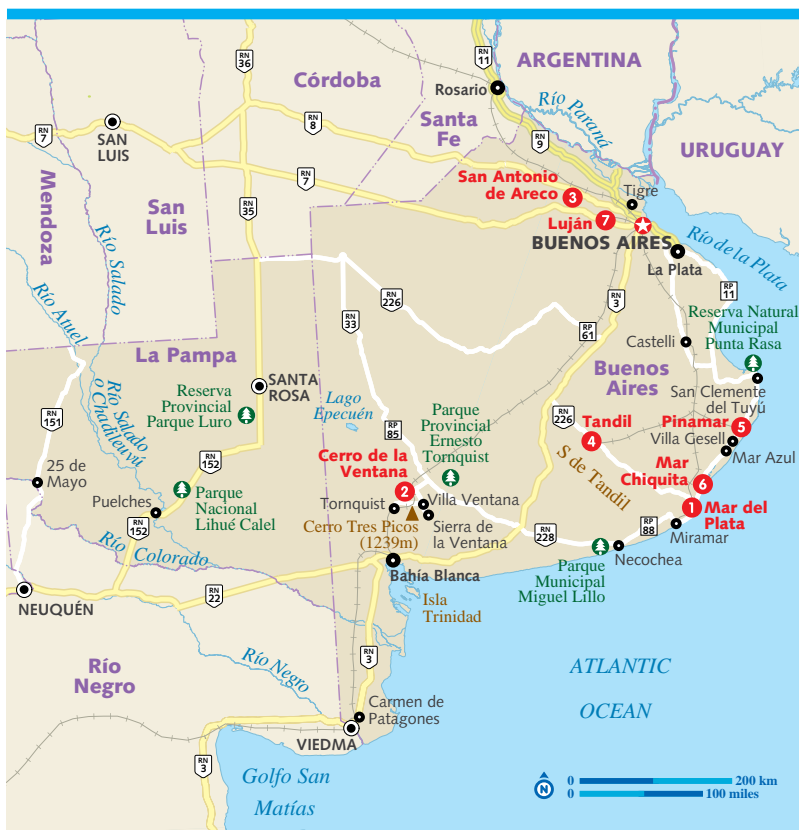 RN
11
ARGENTINA
RN
36
Córdoba
Rosario
Río Paraná
RN
7
SAN
LUIS
RN
8
Santa
Fe
RN
9
URUGUAY
Mendoza
San
Luis
RN
7
RN
35
San Antonio
de Areco
3
Tigre
Luján
7
BUENOS AIRES
La Plata
Río de la Plata
Río Salado
Río Atuel
RN
226
RN
33
RN
3
RP
11
RP
61
Castelli
Reserva Natural
Municipal
Punta Rasa
La Pampa
Buenos
Aires
SANTA
ROSA
Reserva
Provincial
Parque Luro
Lago
Epecuén
San Clemente
del Tuyú
Río Salado
o Chadileuvú
RN
151
RP
85
Parque
Provincial
Ernesto
Tornquist
RN
226
Tandil
4
Pinamar
5
Villa Gesell
Mar Azul
S de Tandil
25 de
Mayo
RN
152
Cerro de la
Ventana
2
Mar
Chiquita
6
Puelches
Parque
Nacional
Lihué Calel
Tornquist
Villa Ventana
1
Mar del
Plata
RN
152
Cerro Tres Picos
(1239m)
Sierra de
la Ventana
RN
228
RP
88
Miramar
Río Colorado
Necochea
Bahía Blanca
Parque
Municipal
Miguel Lillo
NEUQUÉN
RN
22
Isla
Trinidad
Río
Negro
Río Negro
RN
3
ATLANTIC
OCEAN
Carmen de
Patagones
VIEDMA
RN
3
Golfo San
Matías
N
0 200 km
0 100 miles